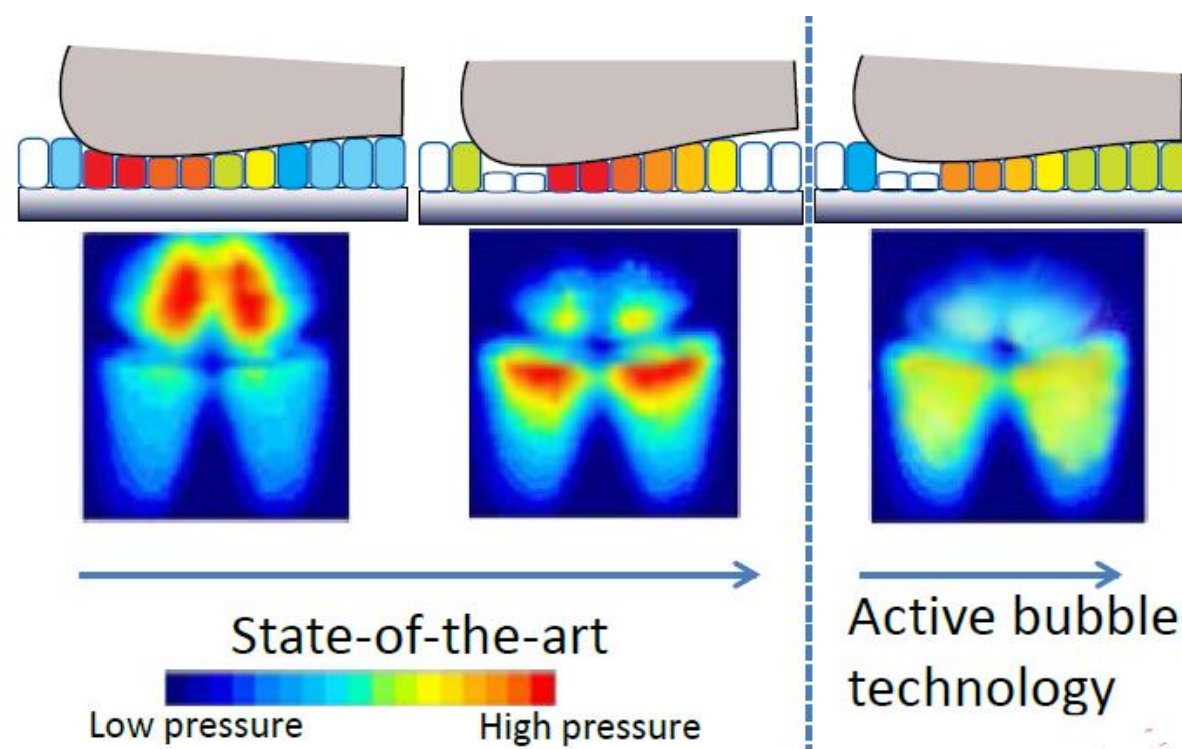 State-of-the-art
Low pressure
High pressure
Active bubble
technology